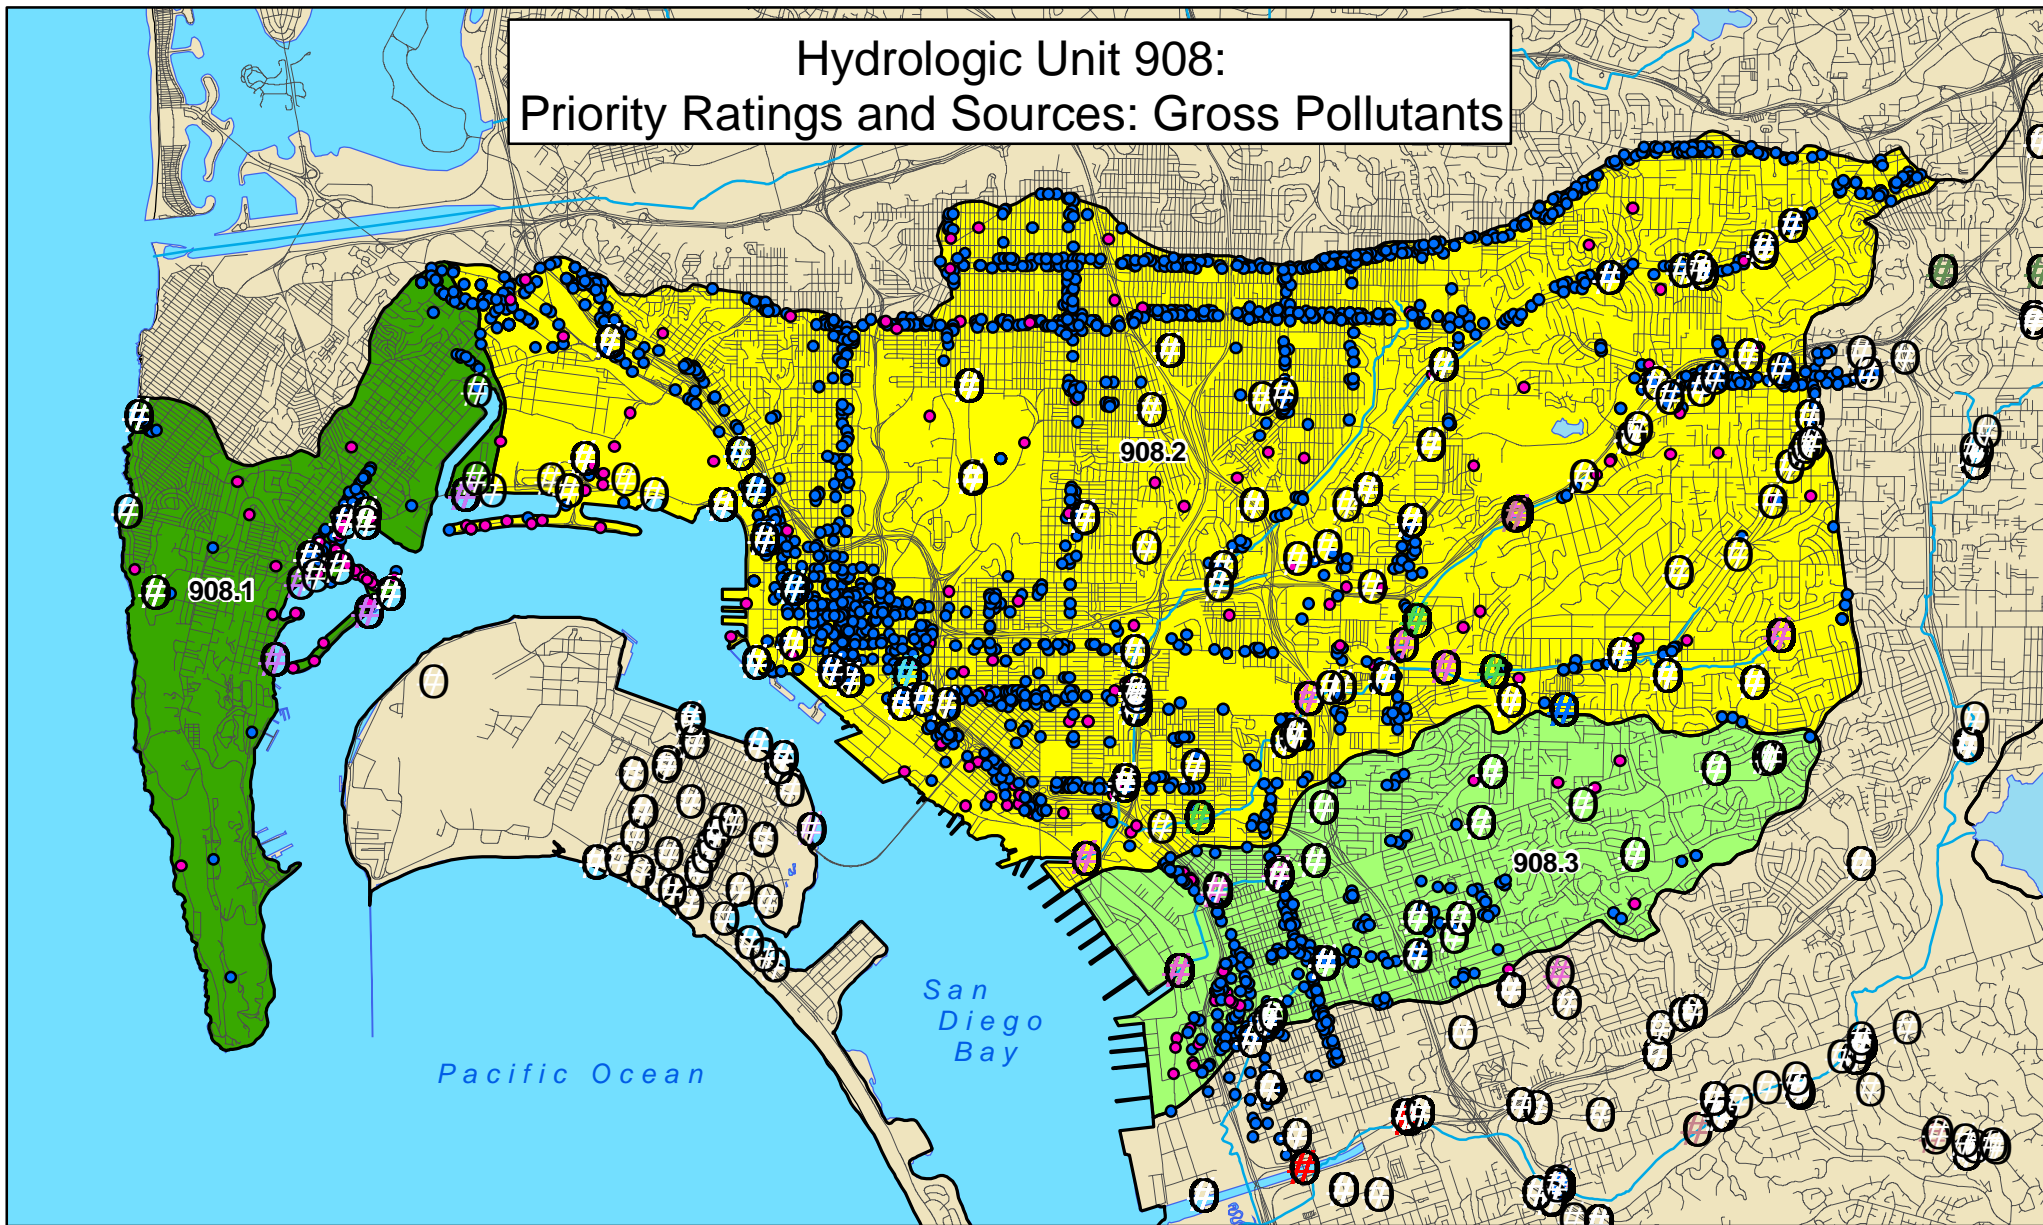 Hydrologic Unit 908:
Priority Ratings and Sources: Gross Pollutants
908.2
908.1
908.3
San
Diego
Bay
Pacific Ocean